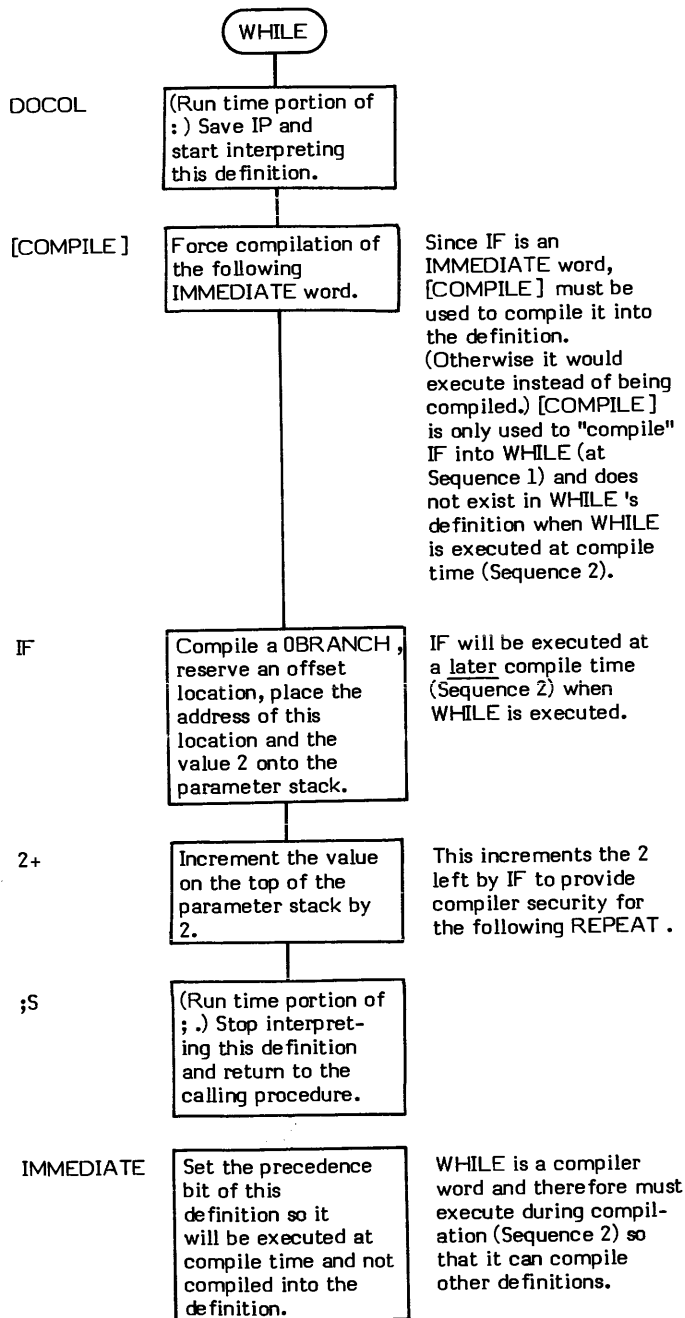 WHILE
DOCOL
(Run time portion of
: ) Save IP and
start interpreting
this definition.
[COMPILE]
Force compilation of
the following
IMMEDIATE word.
Since IF is an
IMMEDIATE word,
[COMPILE] must be
used to compile it into
the definition.
(Otherwise it would
execute instead of being
compiled.) [COMPILE]
is only used to "compile"
IF into WHILE (at
Sequence 1) and does
not exist in WHILE 's
definition when WHILE
is executed at compile
time (Sequence 2).
IF
Compile a 0BRANCH ,
reserve an offset
location, place the
address of this
location and the
value 2 onto the
parameter stack.
IF will be executed at
a later compile time
(Sequence 2) when
WHILE is executed.
2+
Increment the value
on the top of the
parameter stack by
2.
This increments the 2
left by IF to provide
compiler security for
the following REPEAT .
;S
(Run time portion of
; .) Stop interpret-
ing this definition
and return to the
calling procedure.
IMMEDIATE
Set the precedence
bit of this
definition so it
will be executed at
compile time and not
compiled into the
definition.
WHILE is a compiler
word and therefore must
execute during compil-
ation (Sequence 2) so
that it can compile
other definitions.